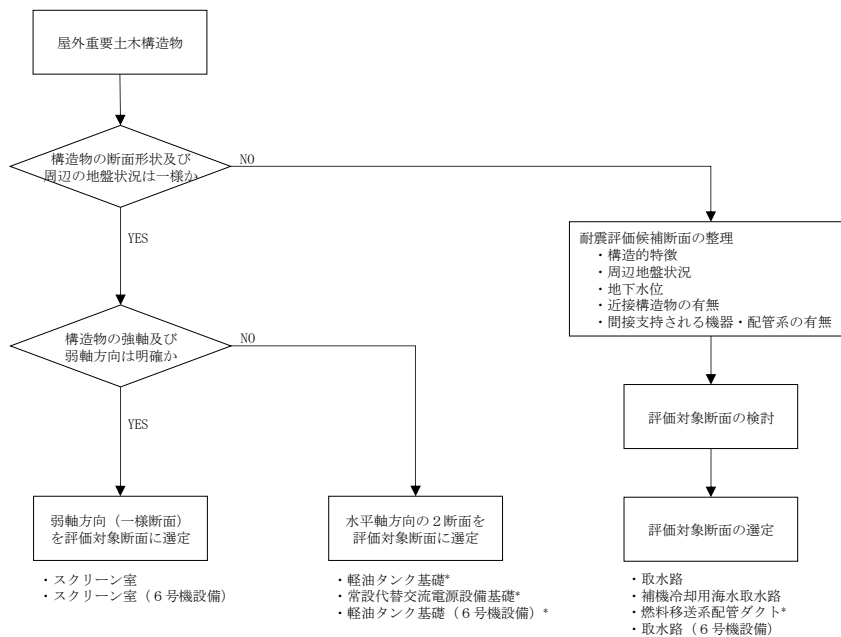 屋外重要土木構造物
構造物の断面形状及び
周辺の地盤状況は一様か
NO
YES
耐震評価候補断面の整理
・構造的特徴
・周辺地盤状況
・地下水位
・近接構造物の有無
・間接支持される機器・配管系の有無
構造物の強軸及び
弱軸方向は明確か
NO
YES
評価対象断面の検討
弱軸方向（一様断面）
を評価対象断面に選定
水平軸方向の２断面を
評価対象断面に選定
評価対象断面の選定
・スクリーン室
・スクリーン室（６号機設備）
・軽油タンク基礎*
・常設代替交流電源設備基礎*
・軽油タンク基礎（６号機設備）*
・取水路
・補機冷却用海水取水路
・燃料移送系配管ダクト*
・取水路（６号機設備）